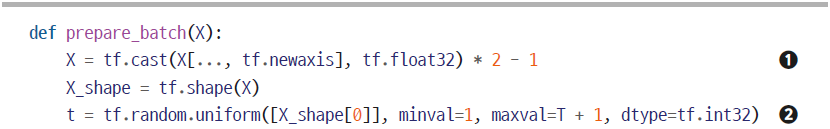 def prepare_batch(X):
    X = tf.cast(X[..., tf.newaxis], tf.float32) * 2 - 1 ❶
    X_shape = tf.shape(X)
    t = tf.random.uniform([X_shape[0]], minval=1, maxval=T + 1, dtype=tf.int32) ❷